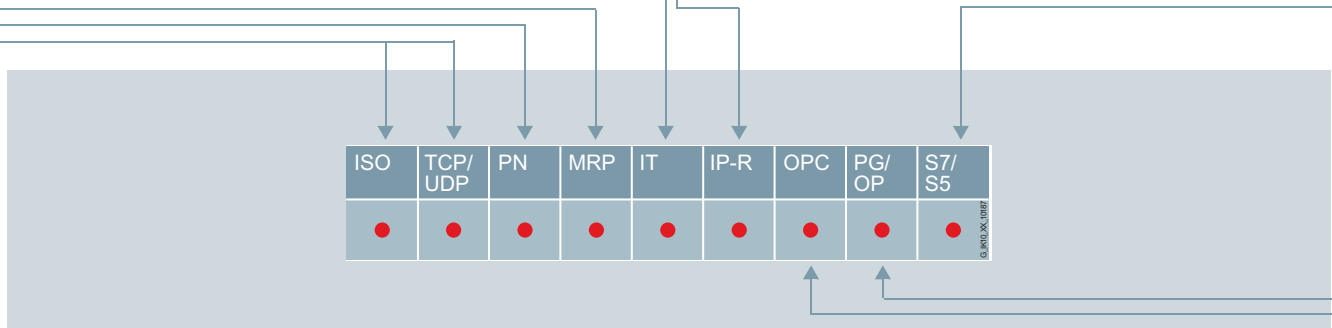 ISO TCP/ PN MRP IT IP-R OPC PG/ S7/
UDP OP S5
G_IK10_XX_10187